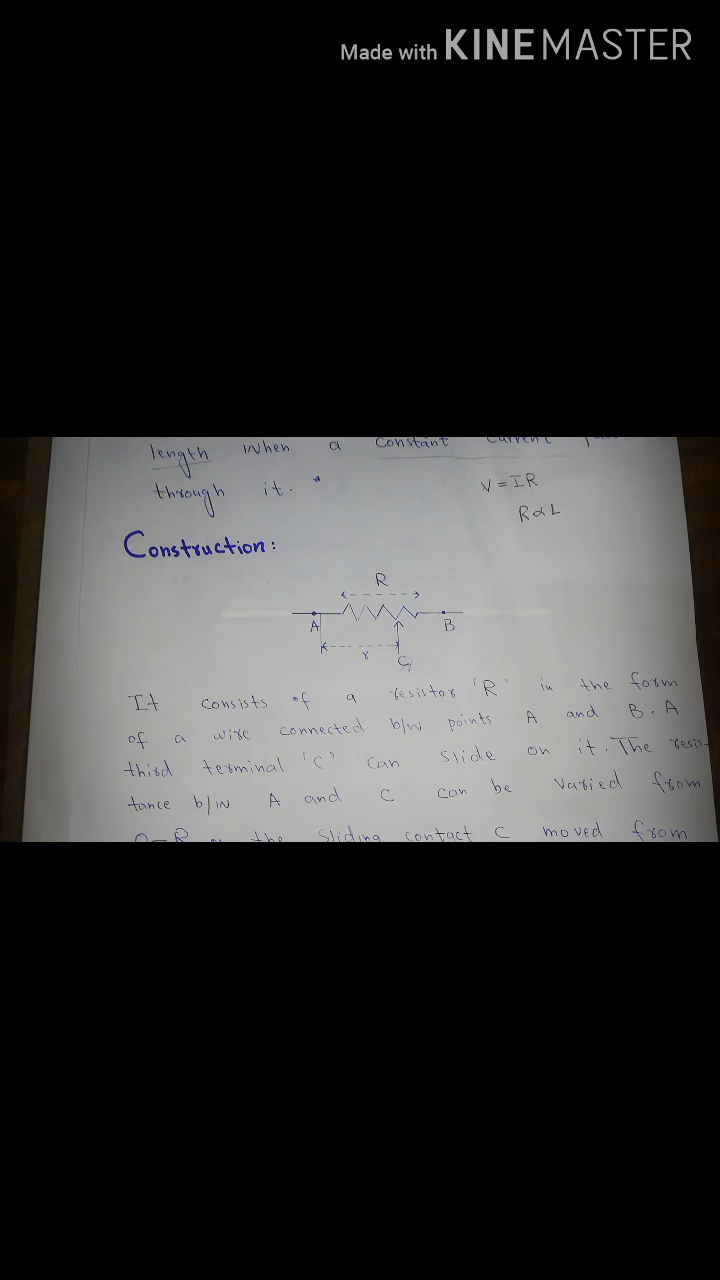 Made with KINEMASTER
length when a constant current
through it.
V = IR
R ∝ L
Construction:
R
A B
r C
It consists of a resistor 'R' in the form
of a wire connected b/w points A and B. A
third terminal 'C' can slide on it. The resis-
tance b/w A and C can be varied from
0-R the sliding contact C moved from